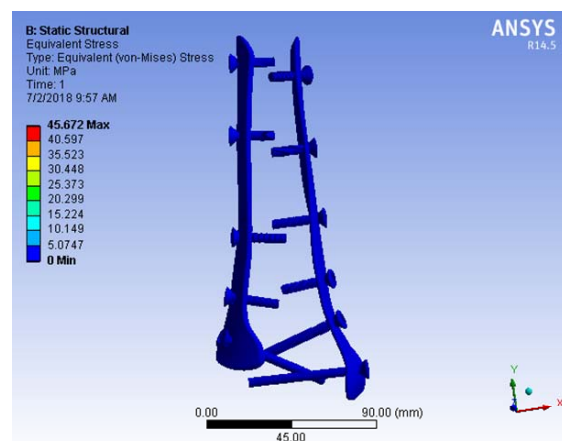 B: Static Structural
Equivalent Stress
Type: Equivalent (von-Mises) Stress
Unit: MPa
Time: 1
7/2/2018 9:57 AM
ANSYS
R14.5
45.672 Max
40.597
35.523
30.448
25.373
20.299
15.224
10.149
5.0747
0 Min
0.00
90.00 (mm)
45.00
Y
X